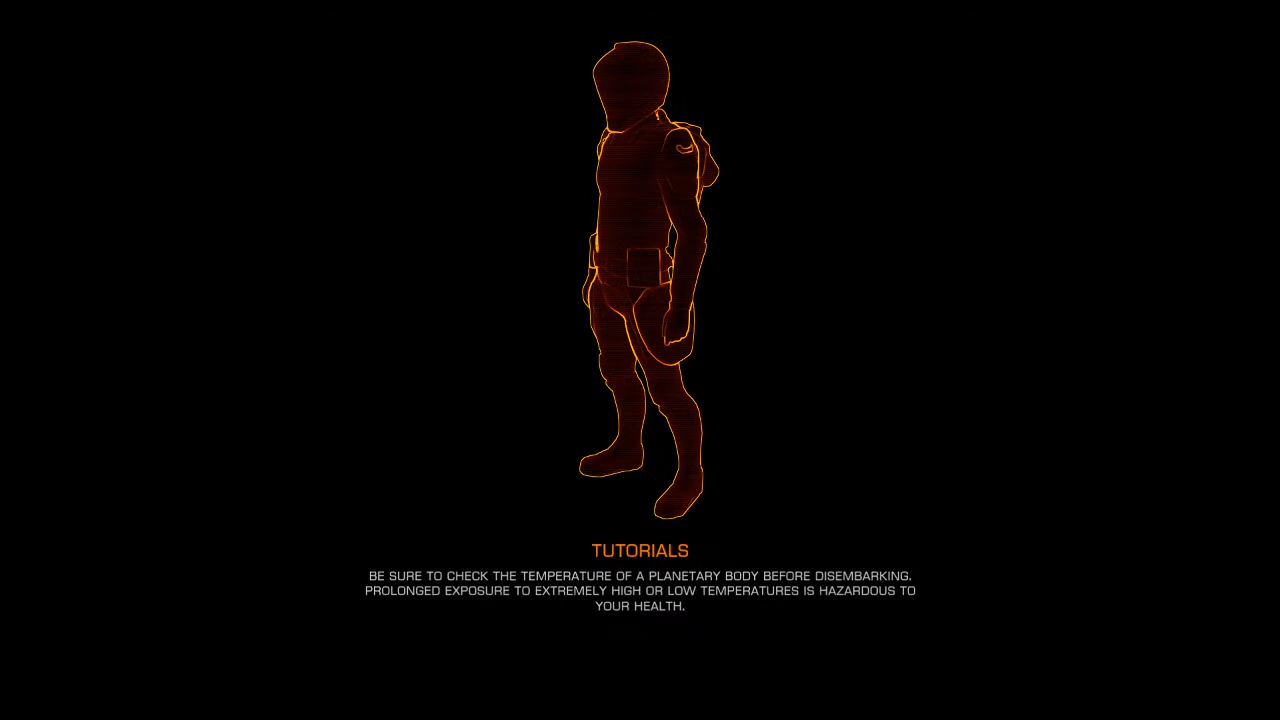 TUTORIALS
BE SURE TO CHECK THE TEMPERATURE OF A PLANETARY BODY BEFORE DISEMBARKING.
PROLONGED EXPOSURE TO EXTREMELY HIGH OR LOW TEMPERATURES IS HAZARDOUS TO
YOUR HEALTH.